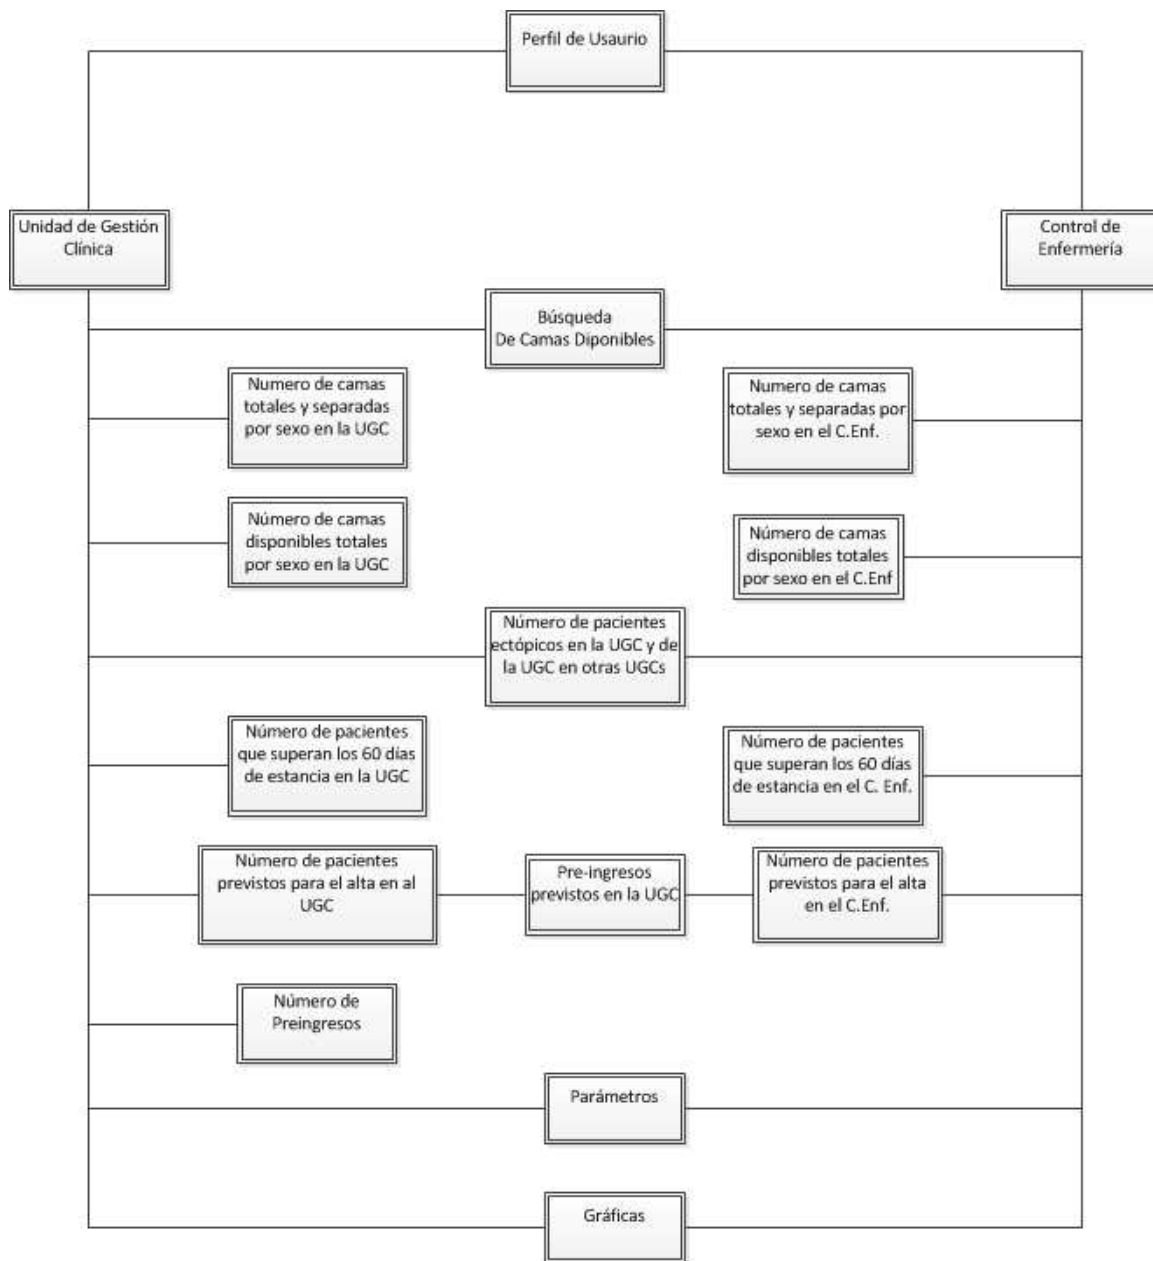 Perfil de Usaurio
Unidad de Gestión
Clínica
Control de
Enfermería
Búsqueda
De Camas Diponibles
Numero de camas
totales y separadas
por sexo en la UGC
Numero de camas
totales y separadas por
sexo en el C.Enf.
Número de camas
disponibles totales
por sexo en la UGC
Número de camas
disponibles totales
por sexo en el C.Enf
Número de pacientes
ectópicos en la UGC y de
la UGC en otras UGCs
Número de pacientes
que superan los 60 días
de estancia en la UGC
Número de pacientes
que superan los 60 días
de estancia en el C. Enf.
Número de pacientes
previstos para el alta en al
UGC
Pre-ingresos
previstos en la UGC
Número de pacientes
previstos para el alta
en el C.Enf.
Número de
Preingresos
Parámetros
Gráficas